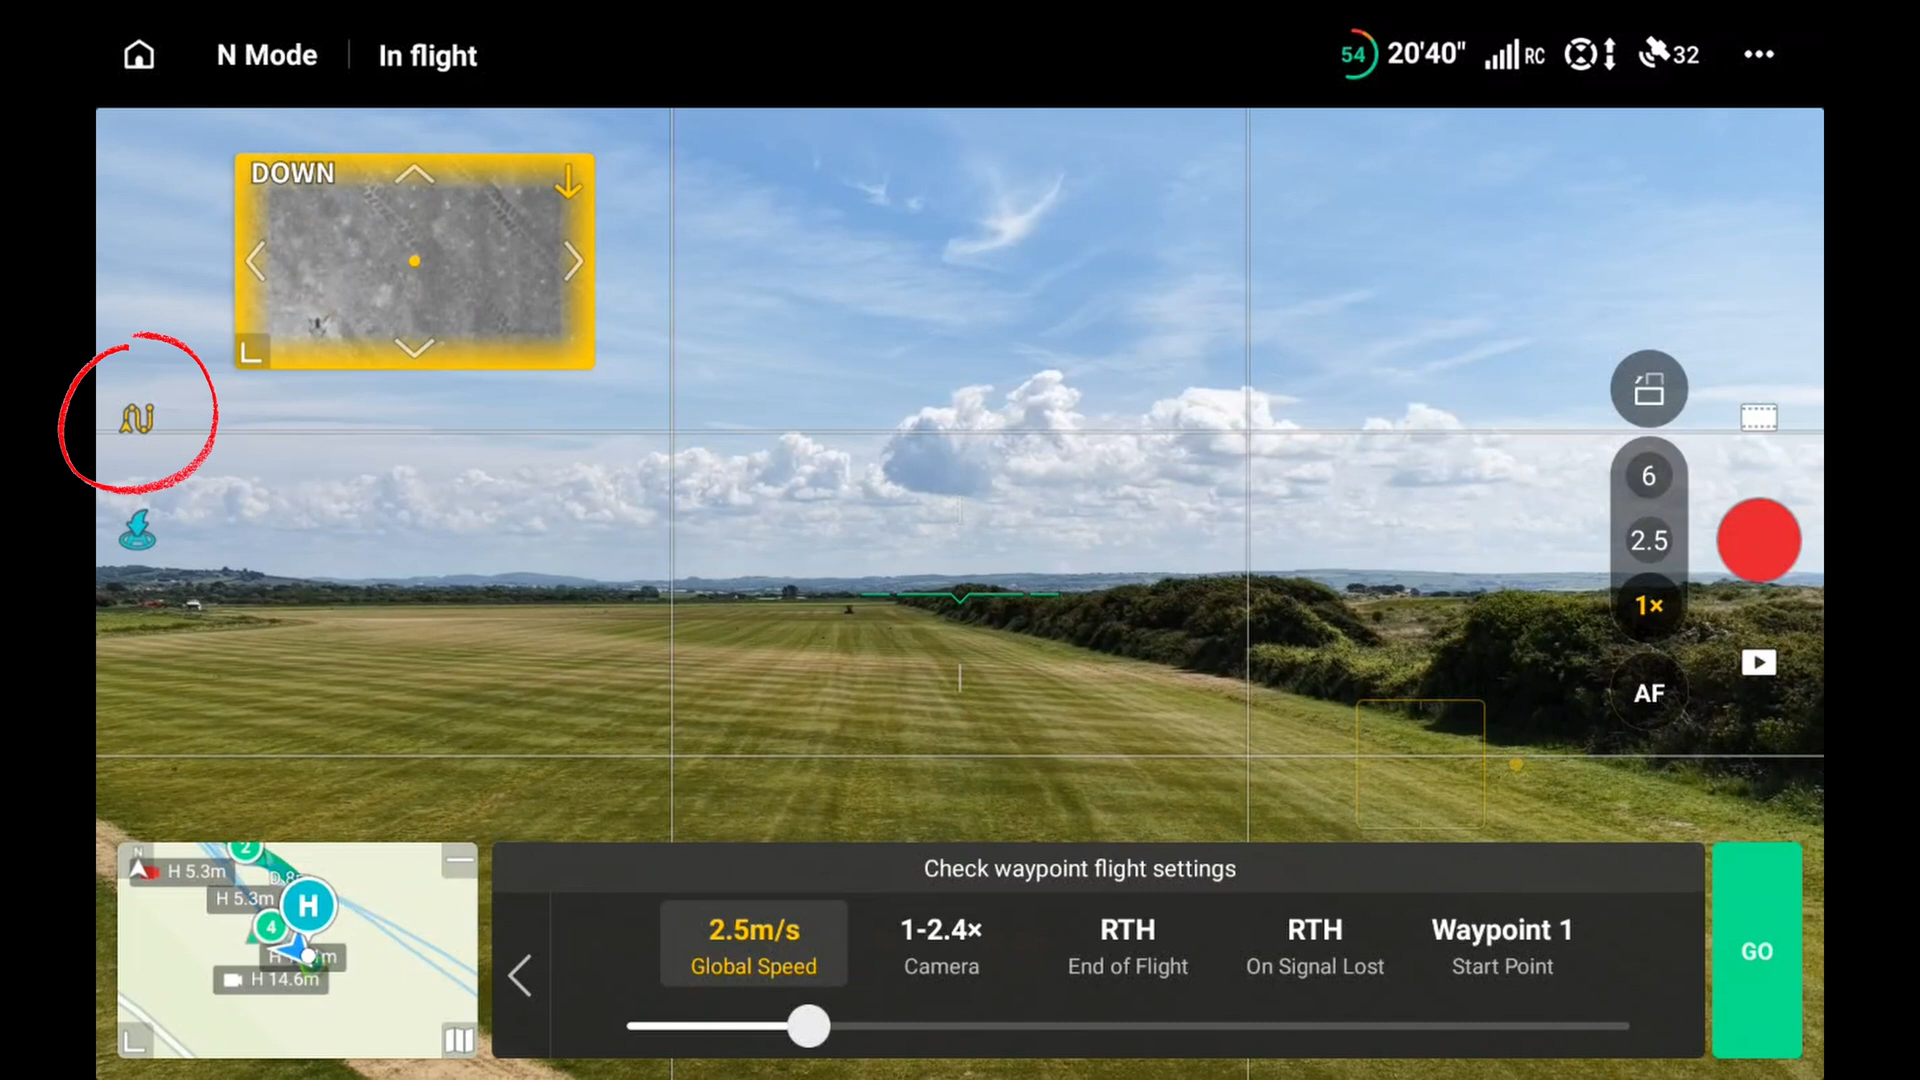 N Mode
In flight
54
20'40"
RC
32
DOWN
6
2.5
1×
AF
N
2
H 5.3m
H 5.3m
H
4
H 14.6m
Check waypoint flight settings
2.5m/s
Global Speed
1-2.4×
Camera
RTH
End of Flight
RTH
On Signal Lost
Waypoint 1
Start Point
GO